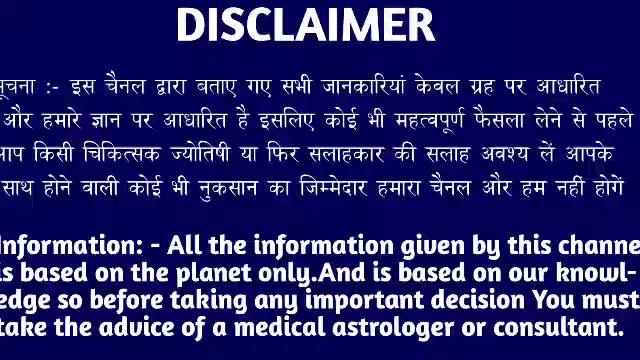 DISCLAIMER
सूचना :- इस चैनल द्वारा बताए गए सभी जानकारियां केवल ग्रह पर आधारित
और हमारे ज्ञान पर आधारित है इसलिए कोई भी महत्वपूर्ण फैसला लेने से पहले
आप किसी चिकित्सक ज्योतिषी या फिर सलाहकार की सलाह अवश्य लें आपके
साथ होने वाली कोई भी नुकसान का जिम्मेदार हमारा चैनल और हम नहीं होगें
Information: - All the information given by this channe
is based on the planet only.And is based on our knowl-
edge so before taking any important decision You must
take the advice of a medical astrologer or consultant.